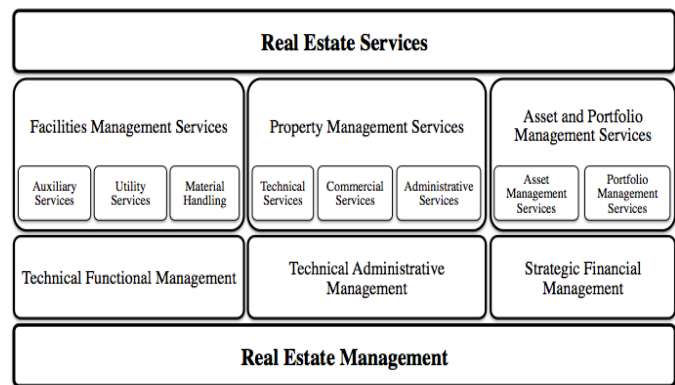 Real Estate Services
Facilities Management Services
Auxiliary
Services
Utility
Services
Material
Handling
Property Management Services
Technical
Services
Commercial
Services
Administrative
Services
Asset and Portfolio
Management Services
Asset
Management
Services
Portfolio
Management
Services
Technical Functional Management
Technical Administrative
Management
Strategic Financial
Management
Real Estate Management